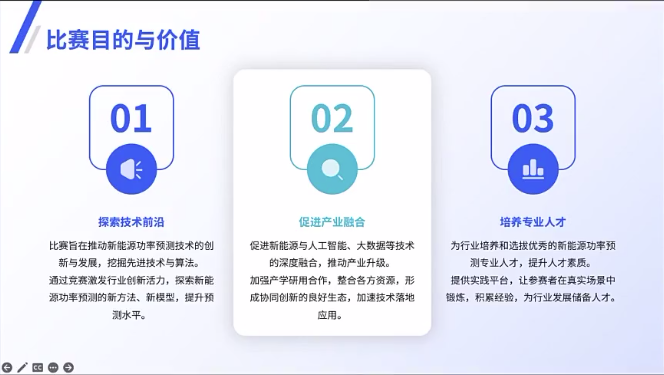 比赛目的与价值
01
探索技术前沿
比赛旨在推动新能源功率预测技术的创
新与发展，挖掘先进技术与算法。
通过竞赛激发行业创新活力，探索新能
源功率预测的新方法、新模型，提升预
测水平。
02
促进产业融合
促进新能源与人工智能、大数据等技术
的深度融合，推动产业升级。
加强产学研用合作，整合各方资源，形
成协同创新的良好生态，加速技术落地
应用。
03
培养专业人才
为行业培养和选拔优秀的新能源功率预
测专业人才，提升人才素质。
提供实践平台，让参赛者在真实场景中
锻炼，积累经验，为行业发展储备人才。
CC